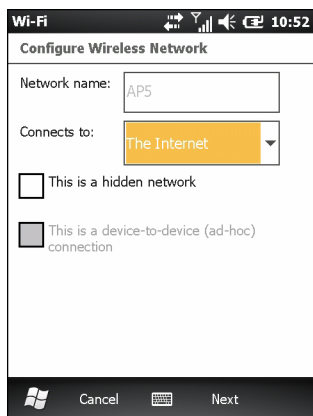 Wi-Fi 10:52
Configure Wireless Network
Network name: AP5
Connects to: The Internet
This is a hidden network
This is a device-to-device (ad-hoc)
connection
Cancel Next